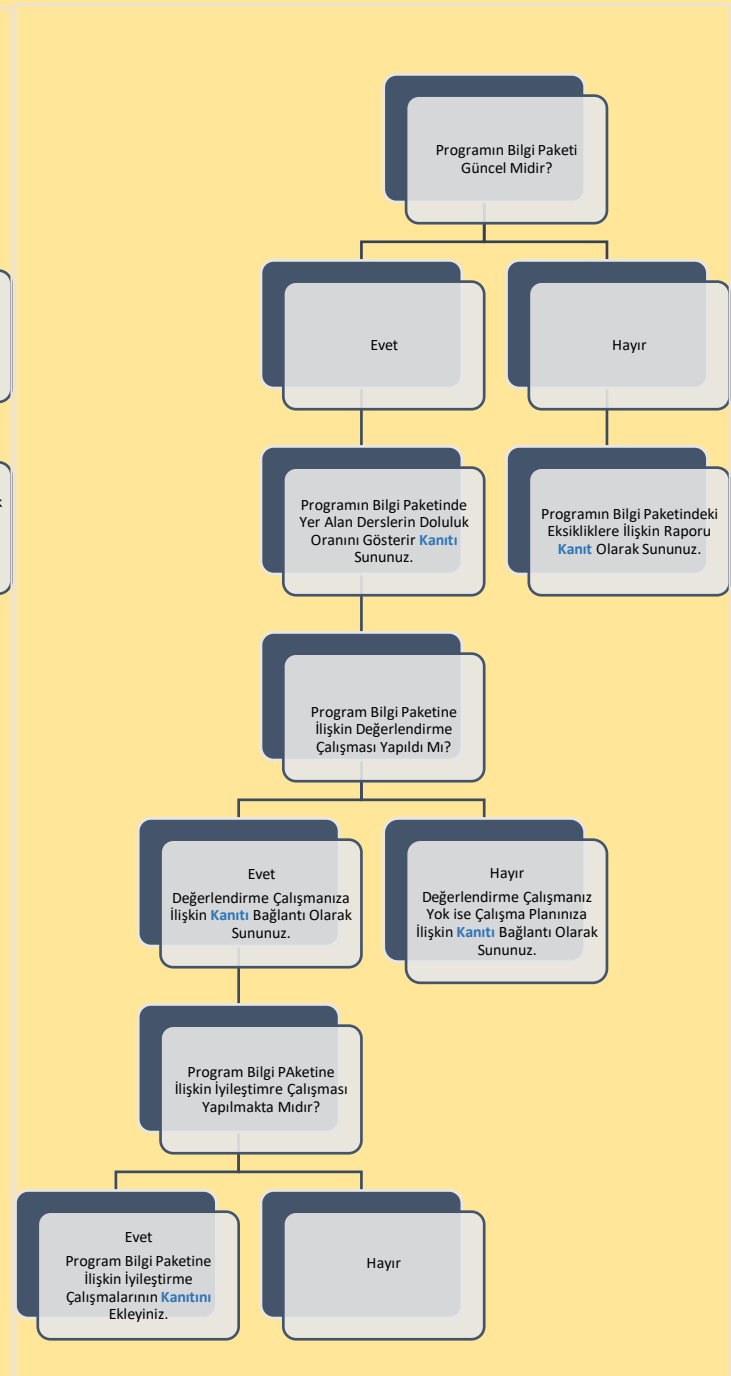 Programın Bilgi Paketi
Güncel Midir?
Evet
Hayır
Programın Bilgi Paketinde
Yer Alan Derslerin Doluluk
Oranını Gösterir Kanıtı
Sununuz.
Programın Bilgi Paketindeki
Eksikliklere İlişkin Raporu
Kanıt Olarak Sununuz.
Program Bilgi Paketine
İlişkin Değerlendirme
Çalışması Yapıldı Mı?
Evet
Değerlendirme Çalışmanıza
İlişkin Kanıtı Bağlantı Olarak
Sununuz.
Hayır
Değerlendirme Çalışmanız
Yok ise Çalışma Planınıza
İlişkin Kanıtı Bağlantı Olarak
Sununuz.
Program Bilgi PAketine
İlişkin İyileştimre Çalışması
Yapılmakta Mıdır?
Evet
Program Bilgi Paketine
İlişkin İyileştirme
Çalışmalarının Kanıtını
Ekleyiniz.
Hayır